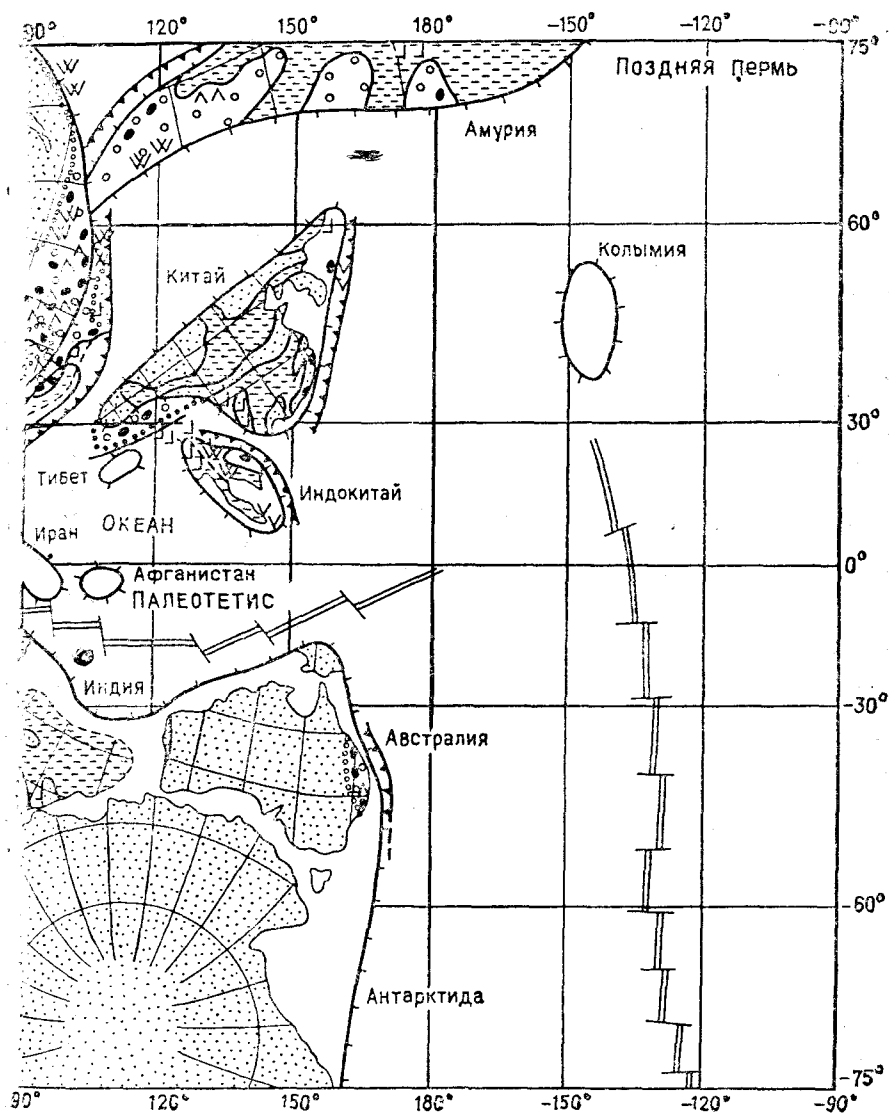 90° 120° 150° 180° -150° -120° -90°
75°
Поздняя пермь
Амурия
60°
Колымия
Китай
30°
Тибет
Индокитай
ОКЕАН
Иран
0°
Афганистан
ПАЛЕОТЕТИС
Индия
-30°
Австралия
-60°
Антарктида
-75°
90° 120° 150° 180° -150° -120° -90°